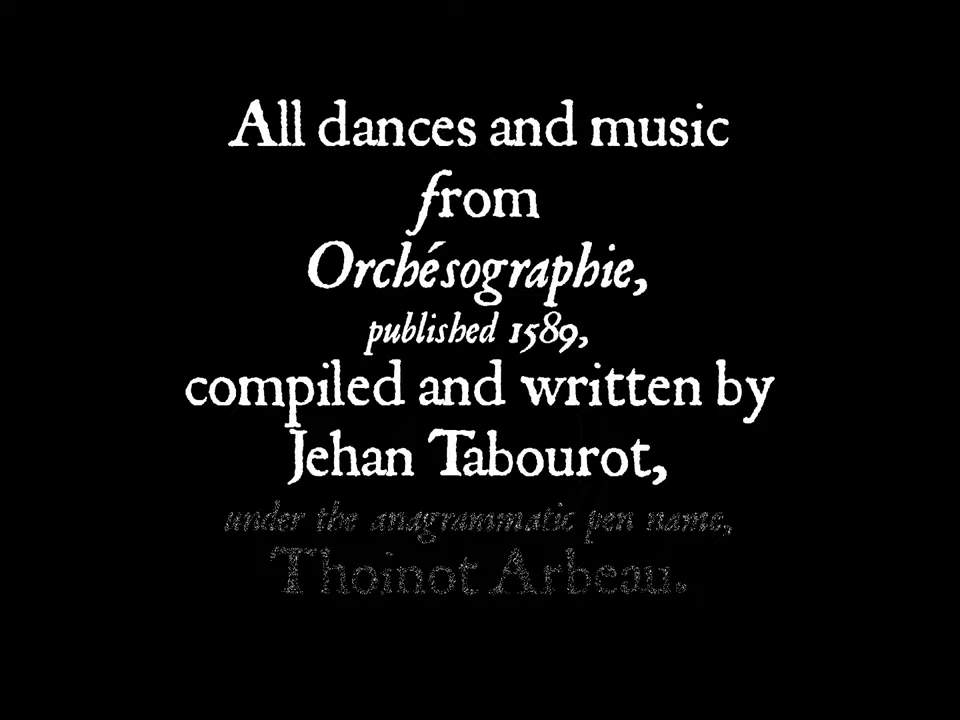 All dances and music
from
Orchésographie,
published 1589,
compiled and written by
Jehan Tabourot,
under the anagrammatic pen name,
Thoinot Arbeau.